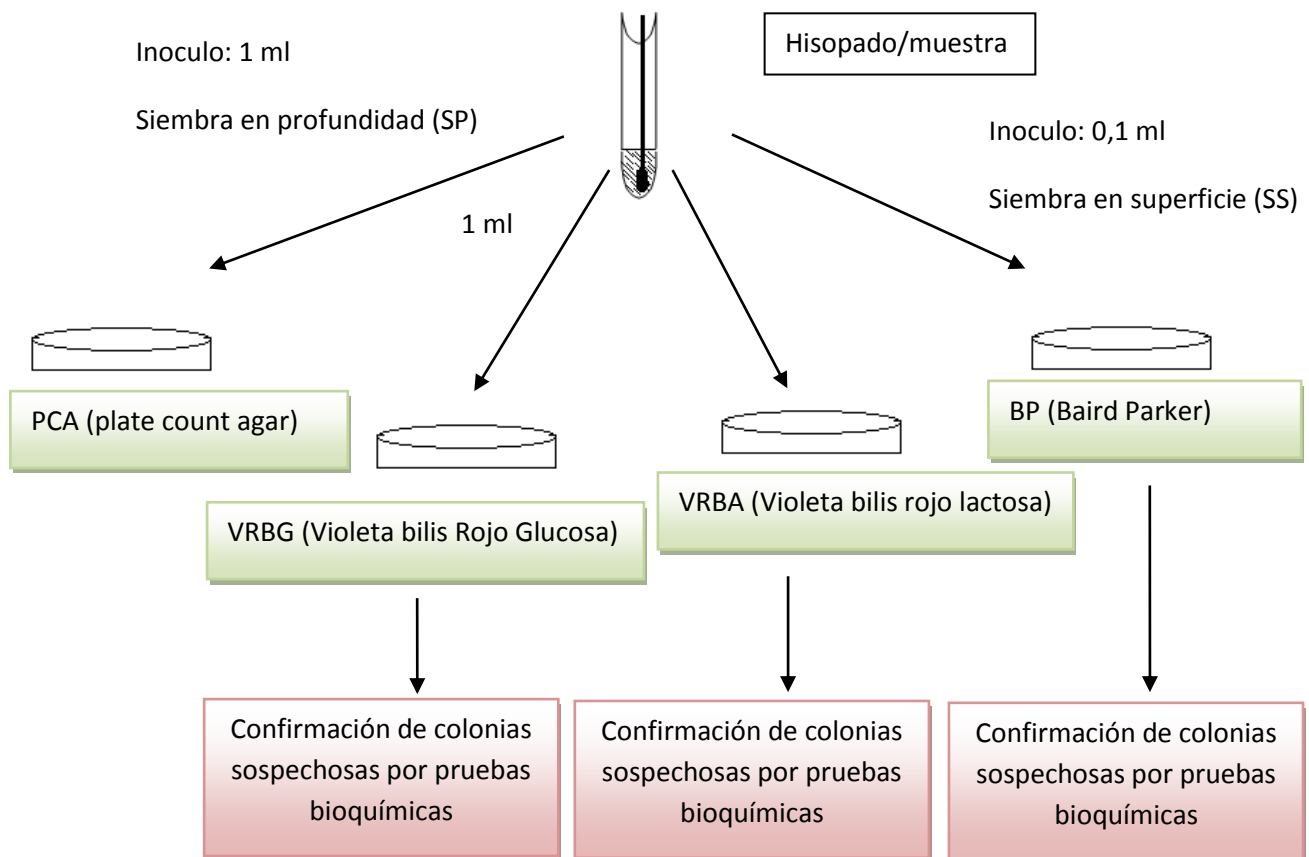 Inoculo: 1 ml
Siembra en profundidad (SP)
Hisopado/muestra
Inoculo: 0,1 ml
Siembra en superficie (SS)
1 ml
PCA (plate count agar)
VRBG (Violeta bilis Rojo Glucosa)
VRBA (Violeta bilis rojo lactosa)
BP (Baird Parker)
Confirmación de colonias
sospechosas por pruebas
bioquímicas
Confirmación de colonias
sospechosas por pruebas
bioquímicas
Confirmación de colonias
sospechosas por pruebas
bioquímicas